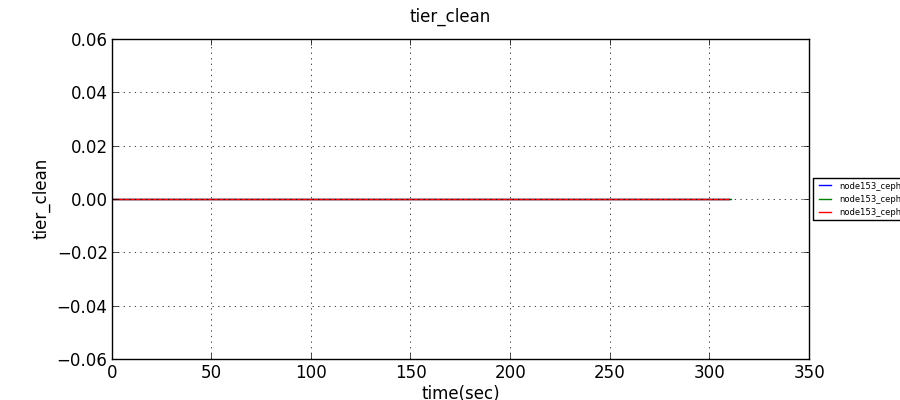 tier_clean
0.06
0.04
0.02
0.00
−0.02
−0.04
−0.06
tier_clean
0 50 100 150 200 250 300 350
time(sec)
node153_ceph
node153_ceph
node153_ceph